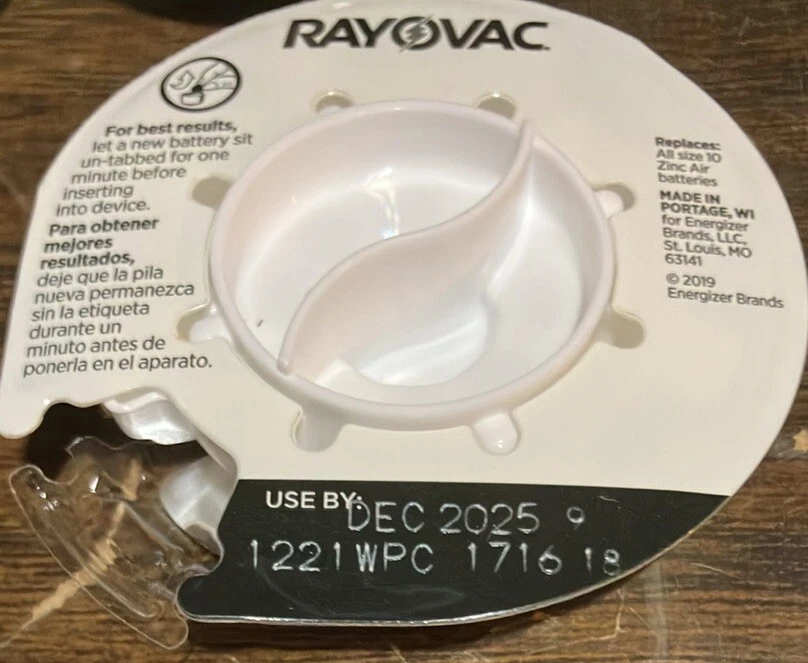 RAYOVAC
For best results,
let a new battery sit
un-tabbed for one
minute before
inserting
into device.
Para obtener
mejores
resultados,
deje que la pila
nueva permanezca
sin la etiqueta
durante un
minuto antes de
ponerla en el aparato.
Replaces:
All size 10
Zinc Air
batteries
MADE IN
PORTAGE, WI
for Energizer
Brands, LLC,
St. Louis, MO
63141
© 2019
Energizer Brands
USE BY:
DEC 2025 9
1221WPC 1716 18